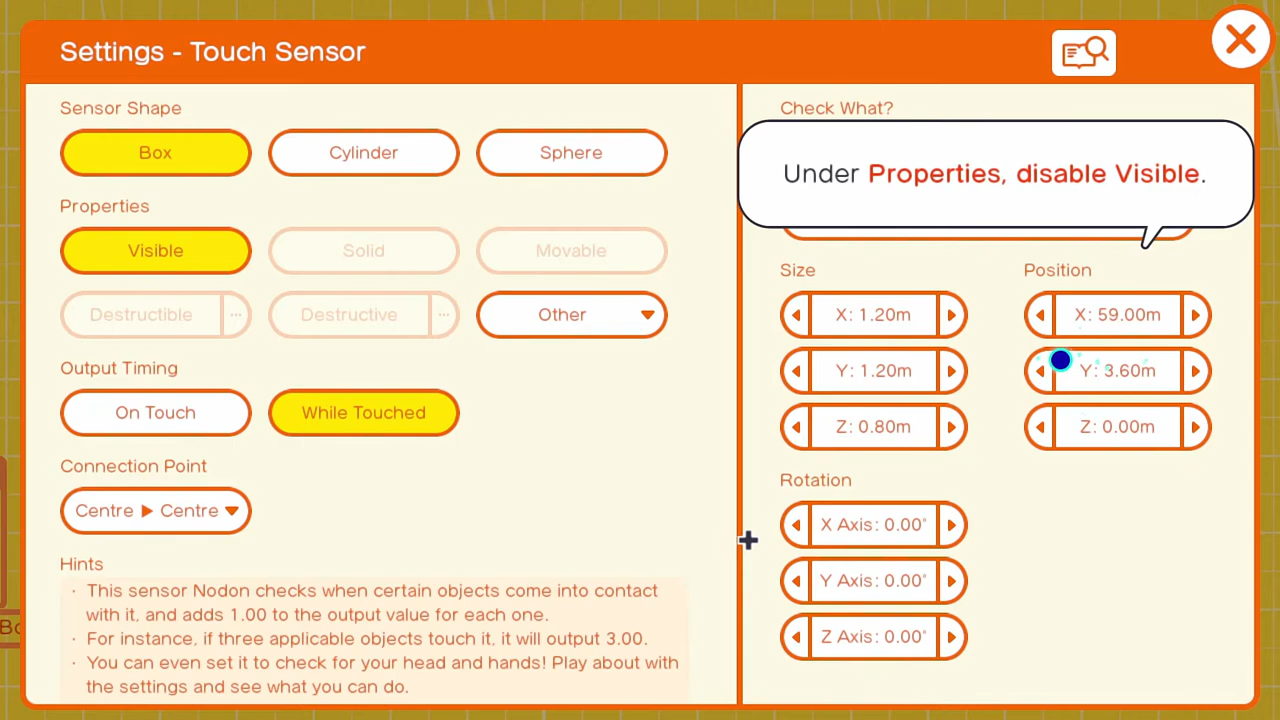 Settings - Touch Sensor
Sensor Shape
Box
Cylinder
Sphere
Properties
Visible
Solid
Movable
Destructible ...
Destructive ...
Other
Output Timing
On Touch
While Touched
Connection Point
Centre ▶ Centre
Hints
· This sensor Nodon checks when certain objects come into contact
with it, and adds 1.00 to the output value for each one.
· For instance, if three applicable objects touch it, it will output 3.00.
· You can even set it to check for your head and hands! Play about with
the settings and see what you can do.
Check What?
Under Properties, disable Visible.
Size
X: 1.20m
Y: 1.20m
Z: 0.80m
Position
X: 59.00m
Y: 3.60m
Z: 0.00m
Rotation
X Axis: 0.00°
Y Axis: 0.00°
Z Axis: 0.00°